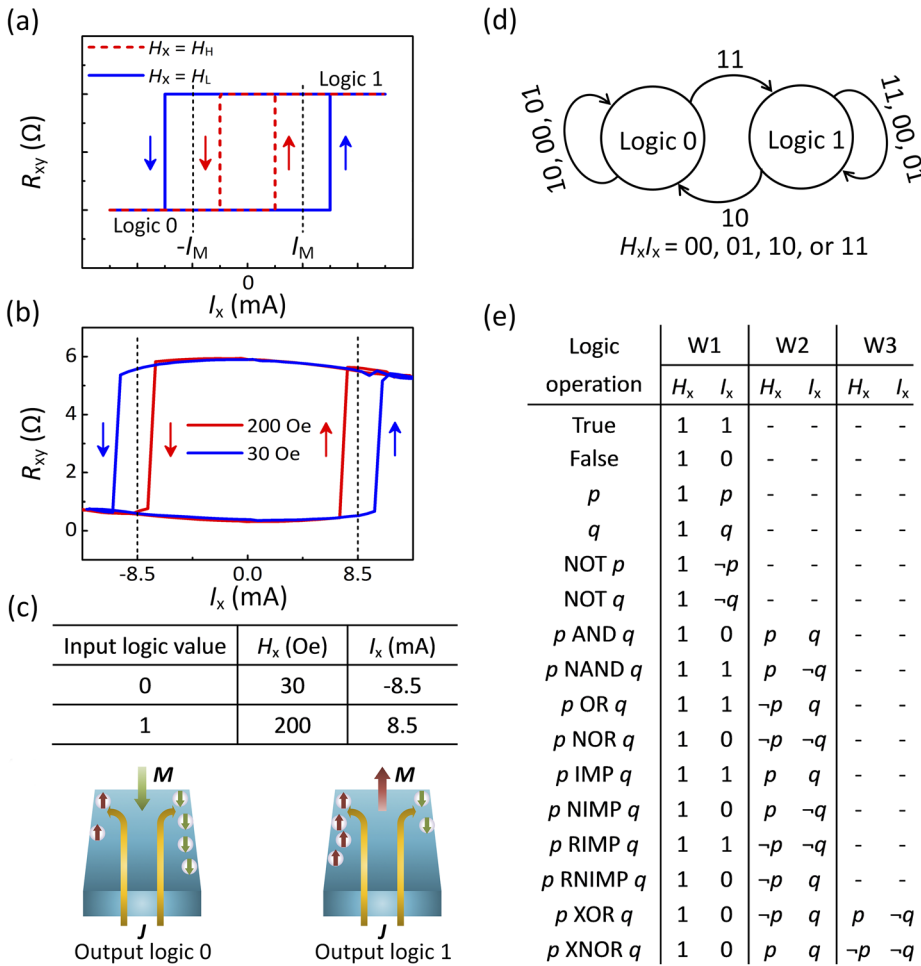 (a)
Hx = HH
Hx = HL
Logic 1
Rxy (Ω)
Logic 0
-IM
IM
0
Ix (mA)
(b)
6
4
2
0
Rxy (Ω)
200 Oe
30 Oe
-8.5
0.0
8.5
Ix (mA)
(c)
Input logic value Hx (Oe) Ix (mA)
0 30 -8.5
1 200 8.5
M
J
Output logic 0
M
J
Output logic 1
(d)
11
10, 00, 01
Logic 0
Logic 1
11, 00, 01
10
HxIx = 00, 01, 10, or 11
(e)
Logic W1 W2 W3
operation Hx Ix Hx Ix Hx Ix
True 1 1 - - - -
False 1 0 - - - -
p 1 p - - - -
q 1 q - - - -
NOT p 1 ¬p - - - -
NOT q 1 ¬q - - - -
p AND q 1 0 p q - -
p NAND q 1 1 p ¬q - -
p OR q 1 1 ¬p q - -
p NOR q 1 0 ¬p ¬q - -
p IMP q 1 1 p q - -
p NIMP q 1 0 p ¬q - -
p RIMP q 1 1 ¬p ¬q - -
p RNIMP q 1 0 ¬p q - -
p XOR q 1 0 ¬p q p ¬q
p XNOR q 1 0 p q ¬p ¬q